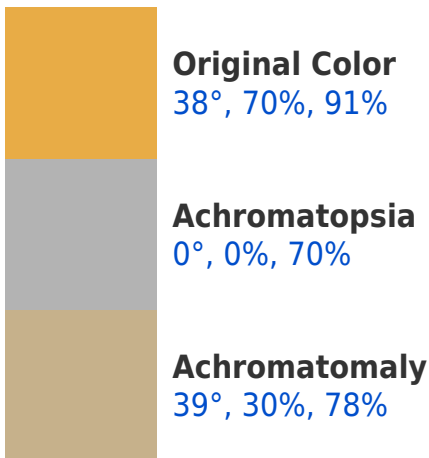 Original Color
38°, 70%, 91%
Achromatopsia
0°, 0%, 70%
Achromatomaly
39°, 30%, 78%